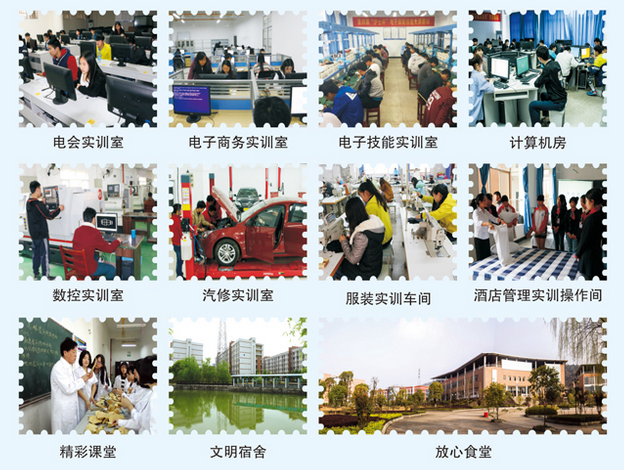 电会实训室
电子商务实训室
电子技能实训室
计算机房
数控实训室
汽修实训室
服装实训车间
酒店管理实训操作间
精彩课堂
文明宿舍
放心食堂